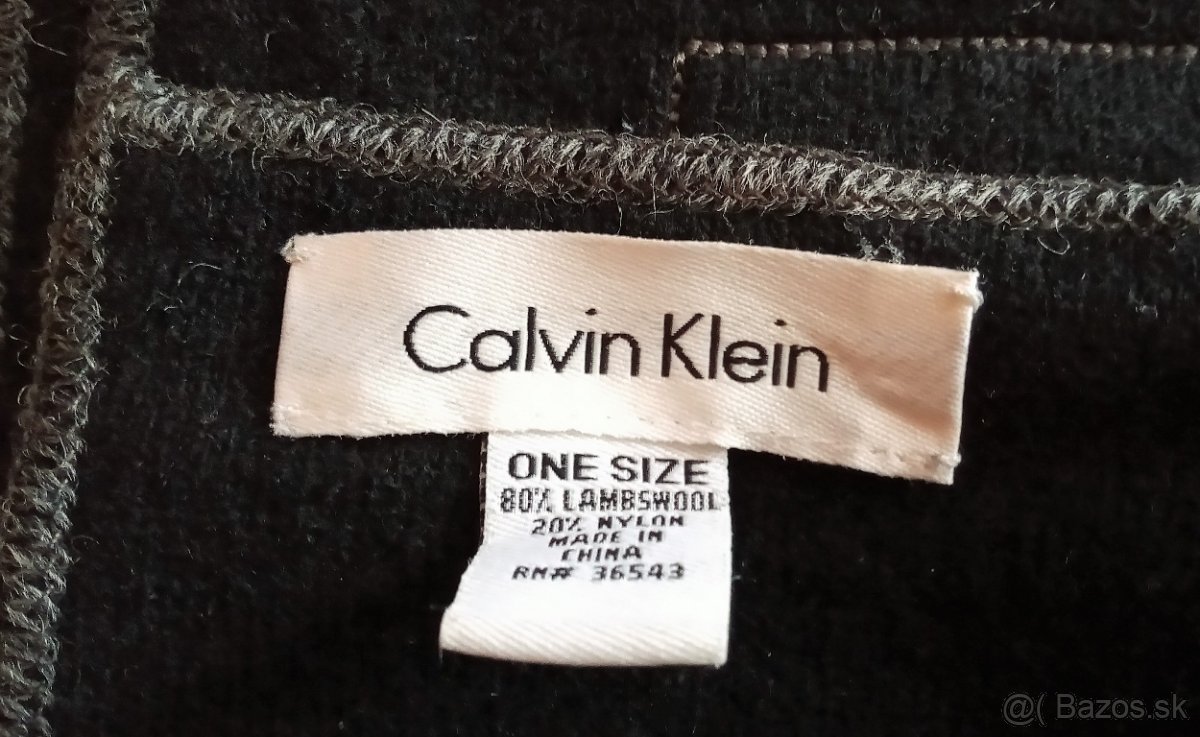 Calvin Klein
ONE SIZE
80% LAMBSWOOL
20% NYLON
MADE IN
CHINA
RN# 36543
@( Bazos.sk